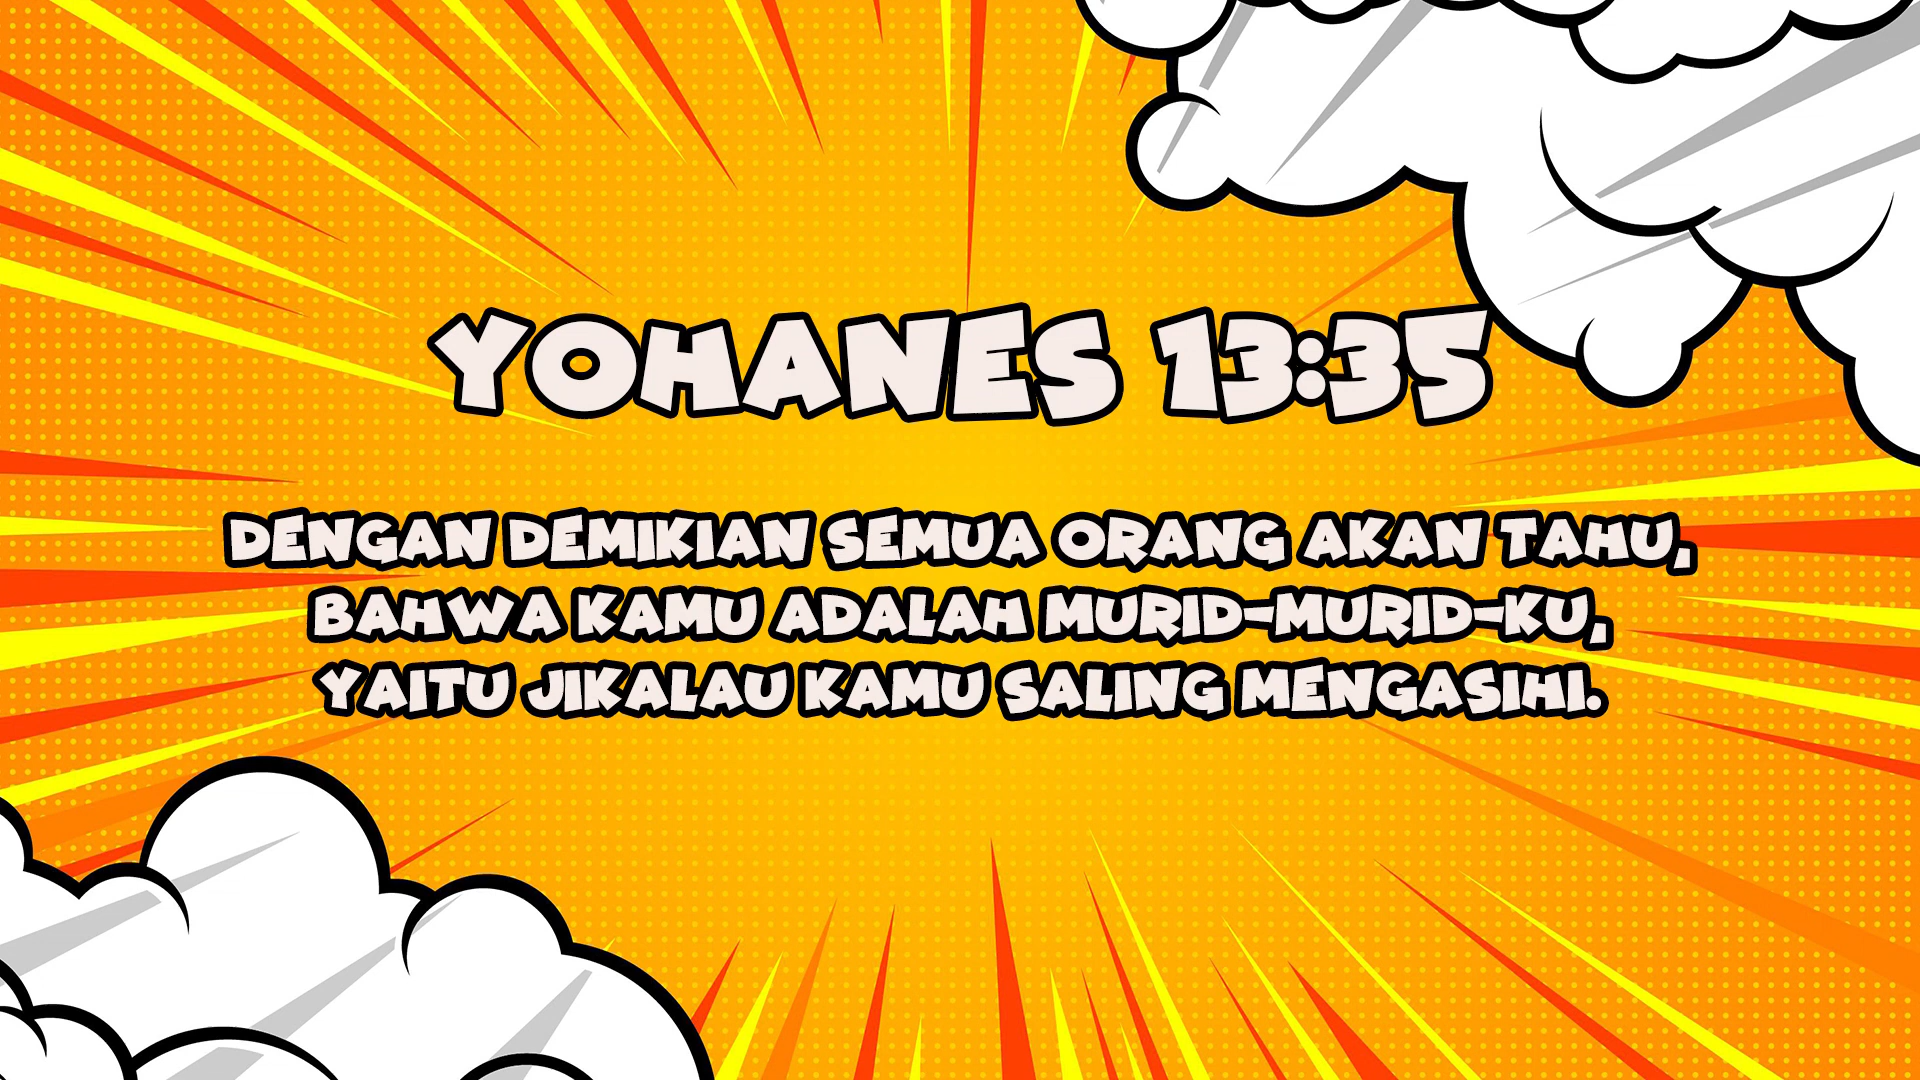 YOHANES 13:35
DENGAN DEMIKIAN SEMUA ORANG AKAN TAHU,
BAHWA KAMU ADALAH MURID-MURID-KU,
YAITU JIKALAU KAMU SALING MENGASIHI.